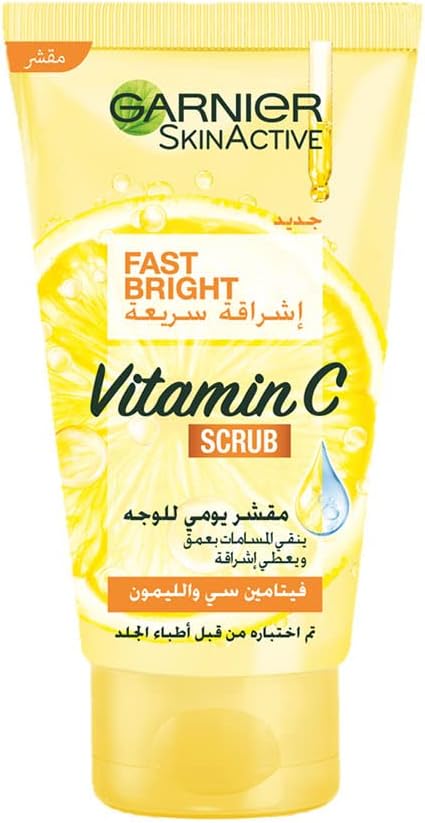 مقشر
GARNIER
SKINACTIVE
جديد
FAST
BRIGHT
إشراقة سريعة
Vitamin C
SCRUB
مقشر يومي للوجه
ينقي المسامات بعمق
ويعطي إشراقة
فيتامين سي والليمون
تم اختباره من قبل أطباء الجلد